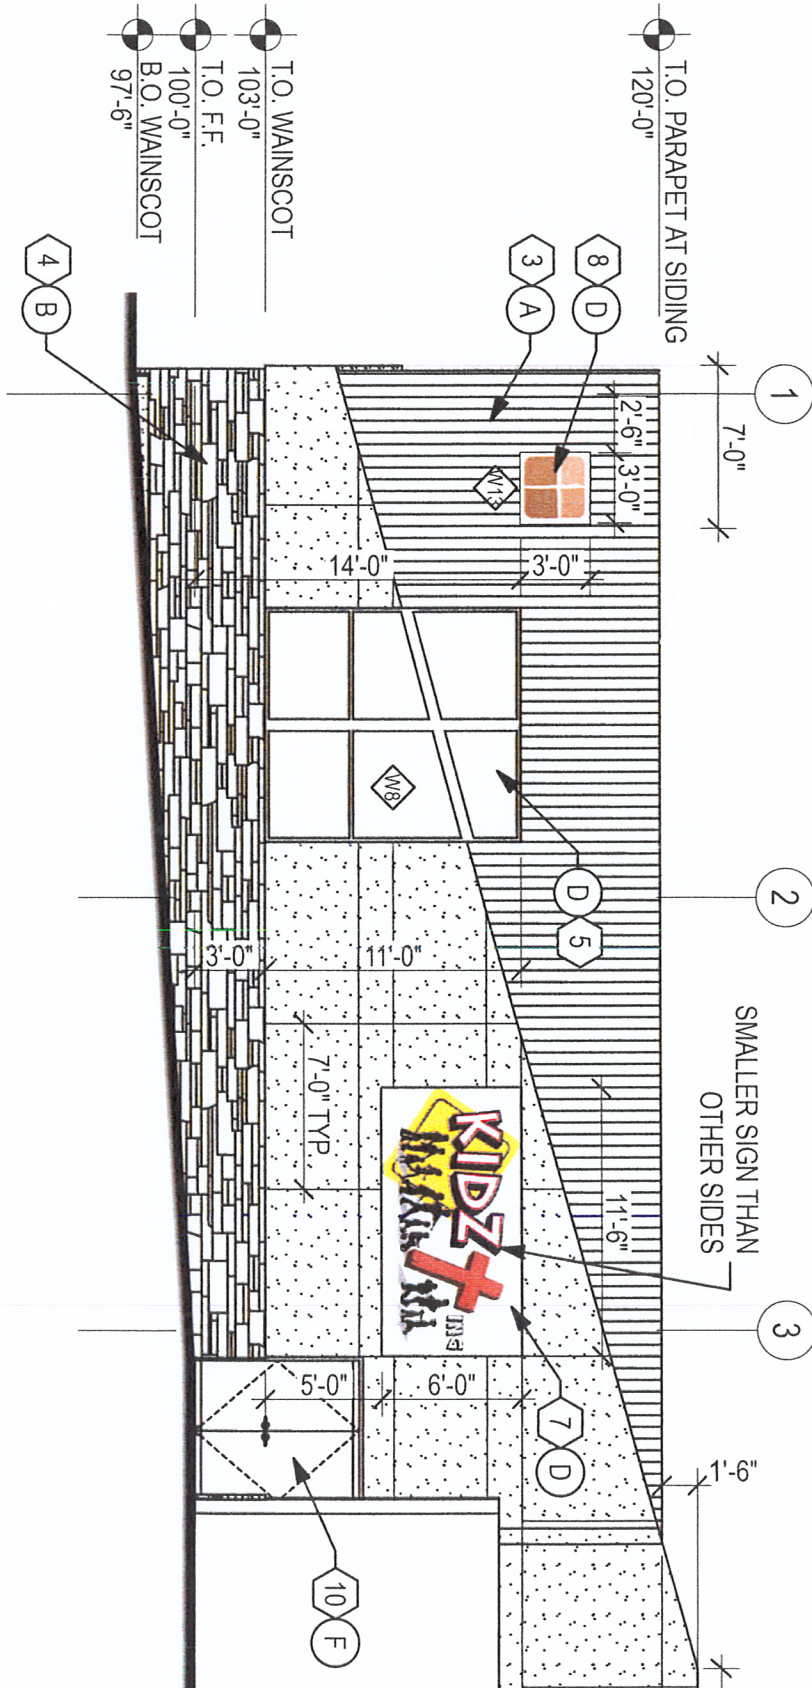 T.O. PARAPET AT SIDING
120'-0"
T.O. WAINSCOT
103'-0"
T.O. F.F.
100'-0"
B.O. WAINSCOT
97'-6"
1
2
3
7'-0"
2'-6"
3'-0"
8
D
3
A
4
B
W13
14'-0"
3'-0"
W8
D
5
3'-0"
11'-0"
7'-0" TYP
SMALLER SIGN THAN
OTHER SIDES
11'-6"
KIDZ
INC
5'-0"
6'-0"
7
D
1'-6"
10
F